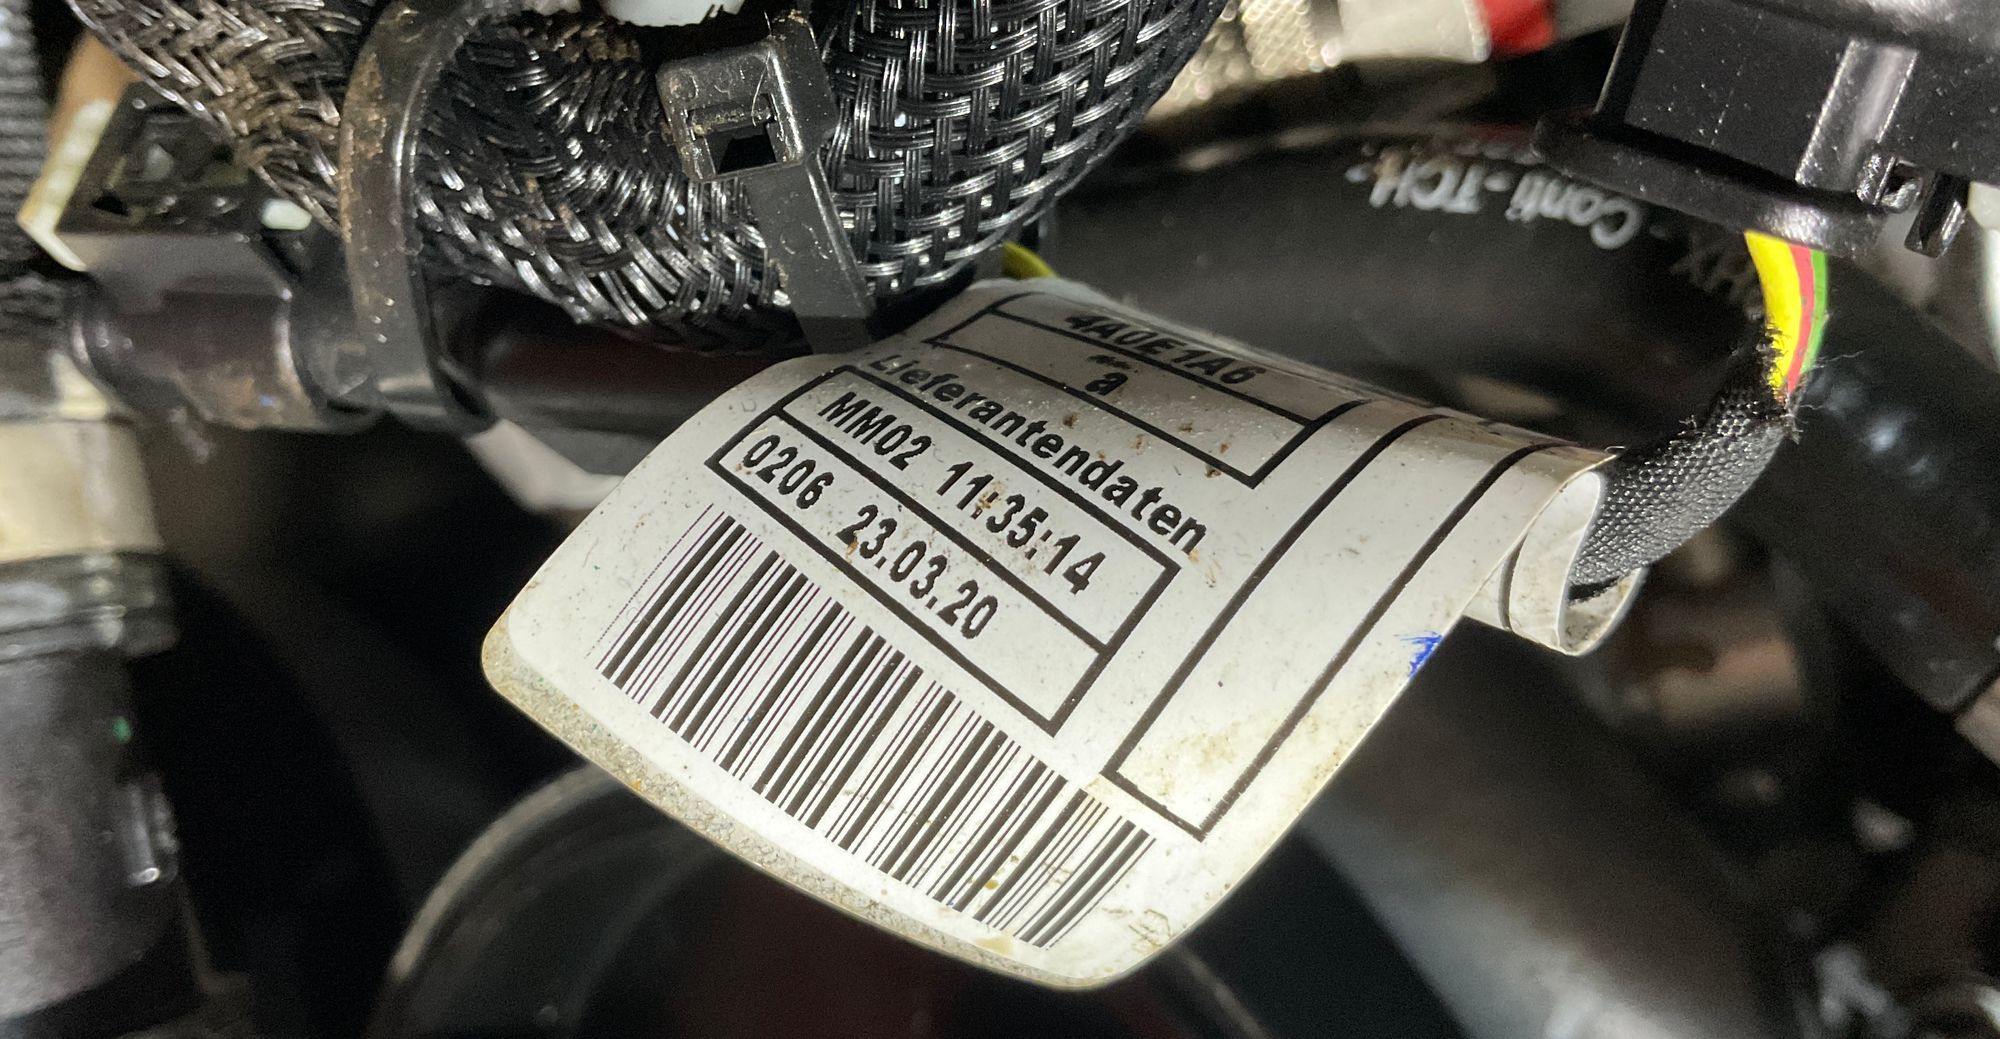 4A0E1A6
a
Lieferantendaten
MM02 11:35:14
0206 23.03.20
Conti - TCH